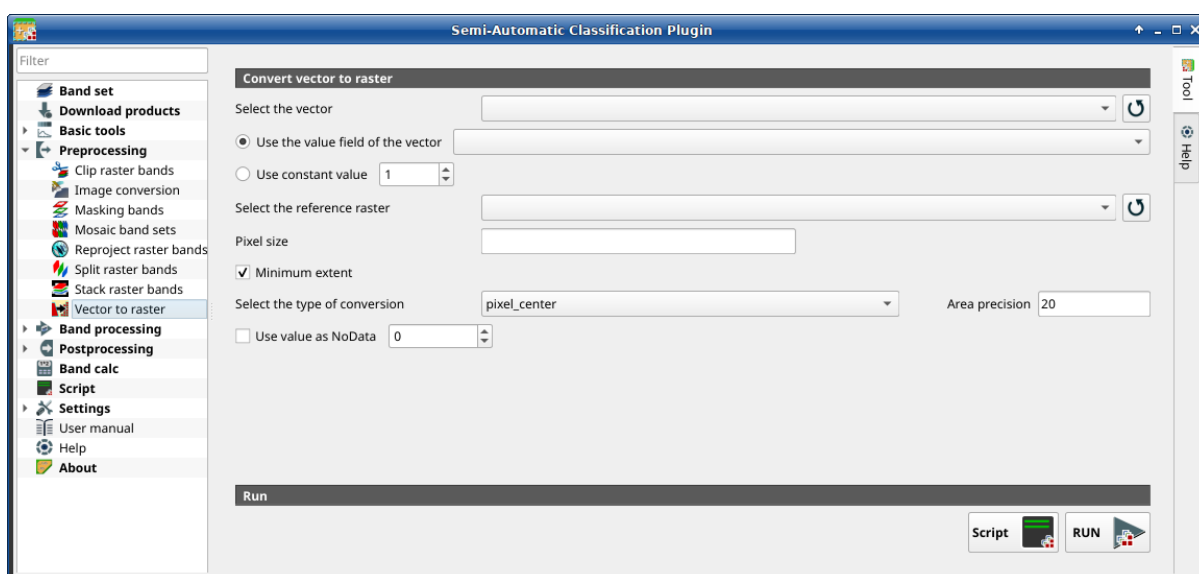 Semi-Automatic Classification Plugin
Filter
Band set
Download products
Basic tools
Preprocessing
Clip raster bands
Image conversion
Masking bands
Mosaic band sets
Reproject raster bands
Split raster bands
Stack raster bands
Vector to raster
Band processing
Postprocessing
Band calc
Script
Settings
User manual
Help
About
Convert vector to raster
Select the vector
Use the value field of the vector
Use constant value 1
Select the reference raster
Pixel size
Minimum extent
Select the type of conversion pixel_center Area precision 20
Use value as NoData 0
Run
Script RUN
Tool
Help